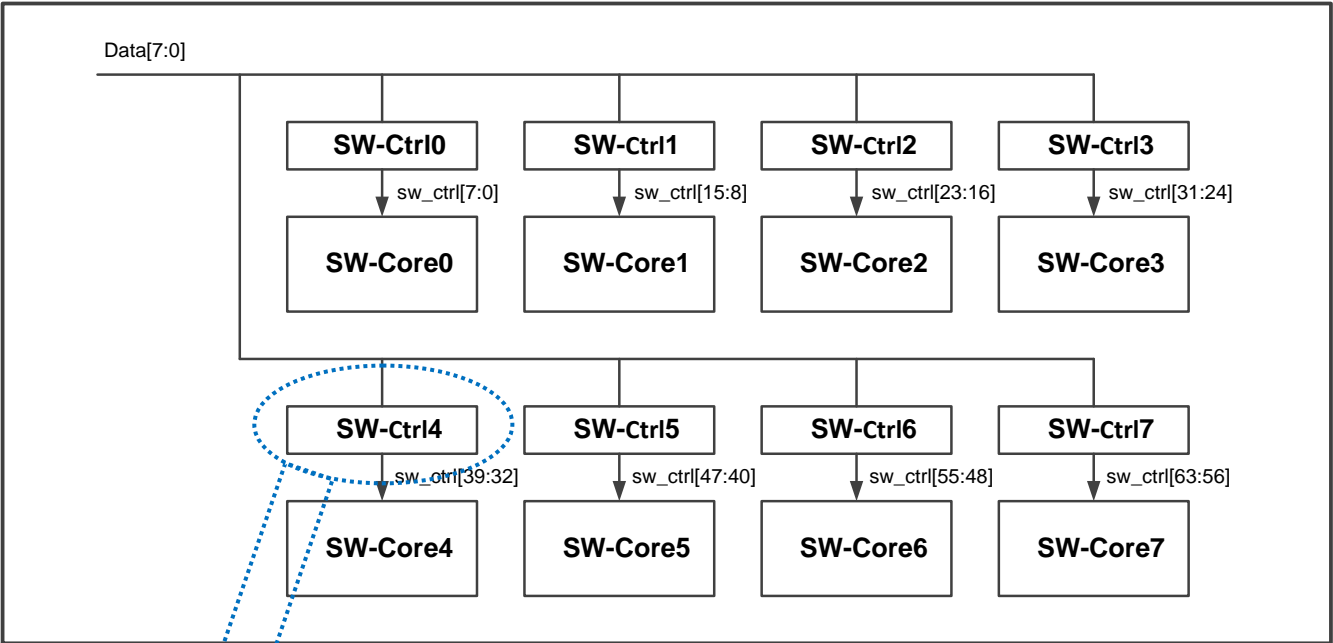 Data[7:0]
SW-Ctrl0 SW-Ctrl1 SW-Ctrl2 SW-Ctrl3
sw_ctrl[7:0] sw_ctrl[15:8] sw_ctrl[23:16] sw_ctrl[31:24]
SW-Core0 SW-Core1 SW-Core2 SW-Core3
SW-Ctrl4 SW-Ctrl5 SW-Ctrl6 SW-Ctrl7
sw_ctrl[39:32] sw_ctrl[47:40] sw_ctrl[55:48] sw_ctrl[63:56]
SW-Core4 SW-Core5 SW-Core6 SW-Core7